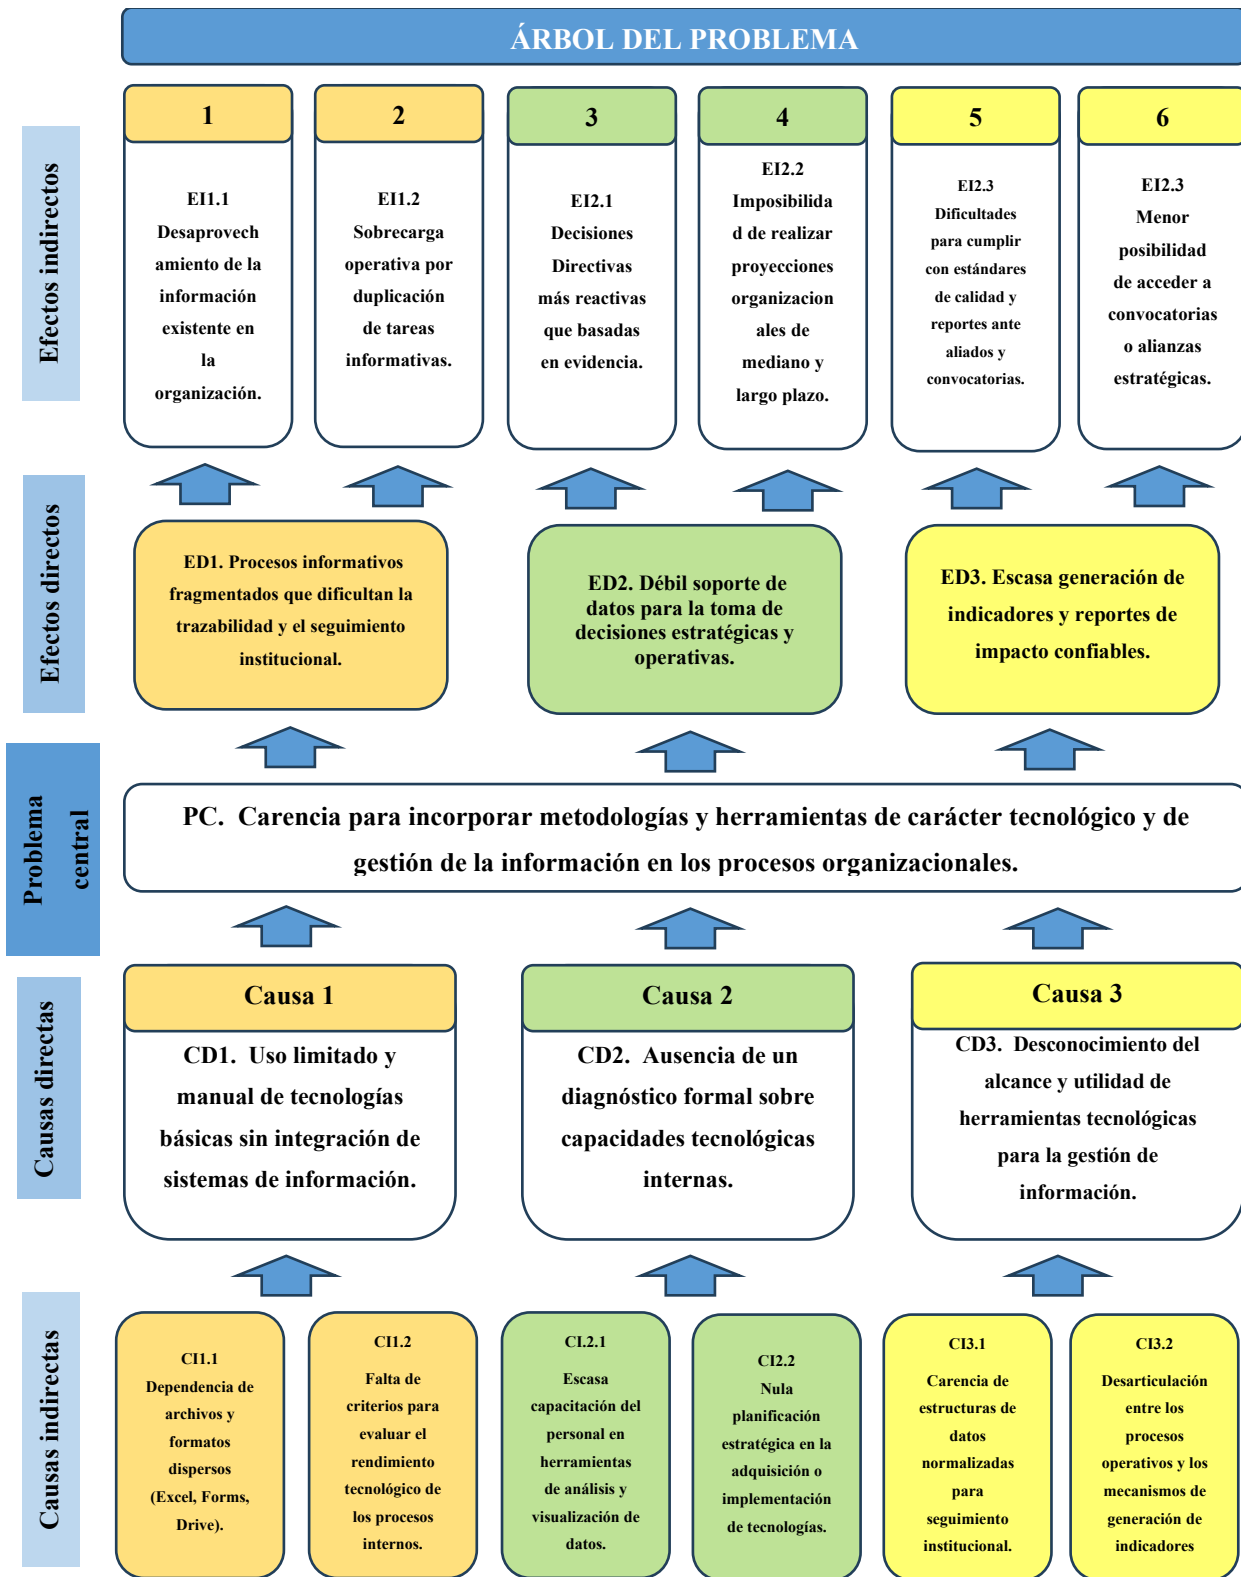 ÁRBOL DEL PROBLEMA
Efectos indirectos
1
EI1.1
Desaprovech
amiento de la
información
existente en
la
organización.
2
EI1.2
Sobrecarga
operativa por
duplicación
de tareas
informativas.
3
EI2.1
Decisiones
Directivas
más reactivas
que basadas
en evidencia.
4
EI2.2
Imposibilida
d de realizar
proyecciones
organizacion
ales de
mediano y
largo plazo.
5
EI2.3
Dificultades
para cumplir
con estándares
de calidad y
reportes ante
aliados y
convocatorias.
6
EI2.3
Menor
posibilidad
de acceder a
convocatorias
o alianzas
estratégicas.
Efectos directos
ED1. Procesos informativos
fragmentados que dificultan la
trazabilidad y el seguimiento
institucional.
ED2. Débil soporte de
datos para la toma de
decisiones estratégicas y
operativas.
ED3. Escasa generación de
indicadores y reportes de
impacto confiables.
Problema
central
PC. Carencia para incorporar metodologías y herramientas de carácter tecnológico y de
gestión de la información en los procesos organizacionales.
Causas directas
Causa 1
CD1. Uso limitado y
manual de tecnologías
básicas sin integración de
sistemas de información.
Causa 2
CD2. Ausencia de un
diagnóstico formal sobre
capacidades tecnológicas
internas.
Causa 3
CD3. Desconocimiento del
alcance y utilidad de
herramientas tecnológicas
para la gestión de
información.
Causas indirectas
CI1.1
Dependencia de
archivos y
formatos
dispersos
(Excel, Forms,
Drive).
CI1.2
Falta de
criterios para
evaluar el
rendimiento
tecnológico de
los procesos
internos.
CI.2.1
Escasa
capacitación del
personal en
herramientas
de análisis y
visualización de
datos.
CI2.2
Nula
planificación
estratégica en la
adquisición o
implementación
de tecnologías.
CI3.1
Carencia de
estructuras de
datos
normalizadas
para
seguimiento
institucional.
CI3.2
Desarticulación
entre los
procesos
operativos y los
mecanismos de
generación de
indicadores